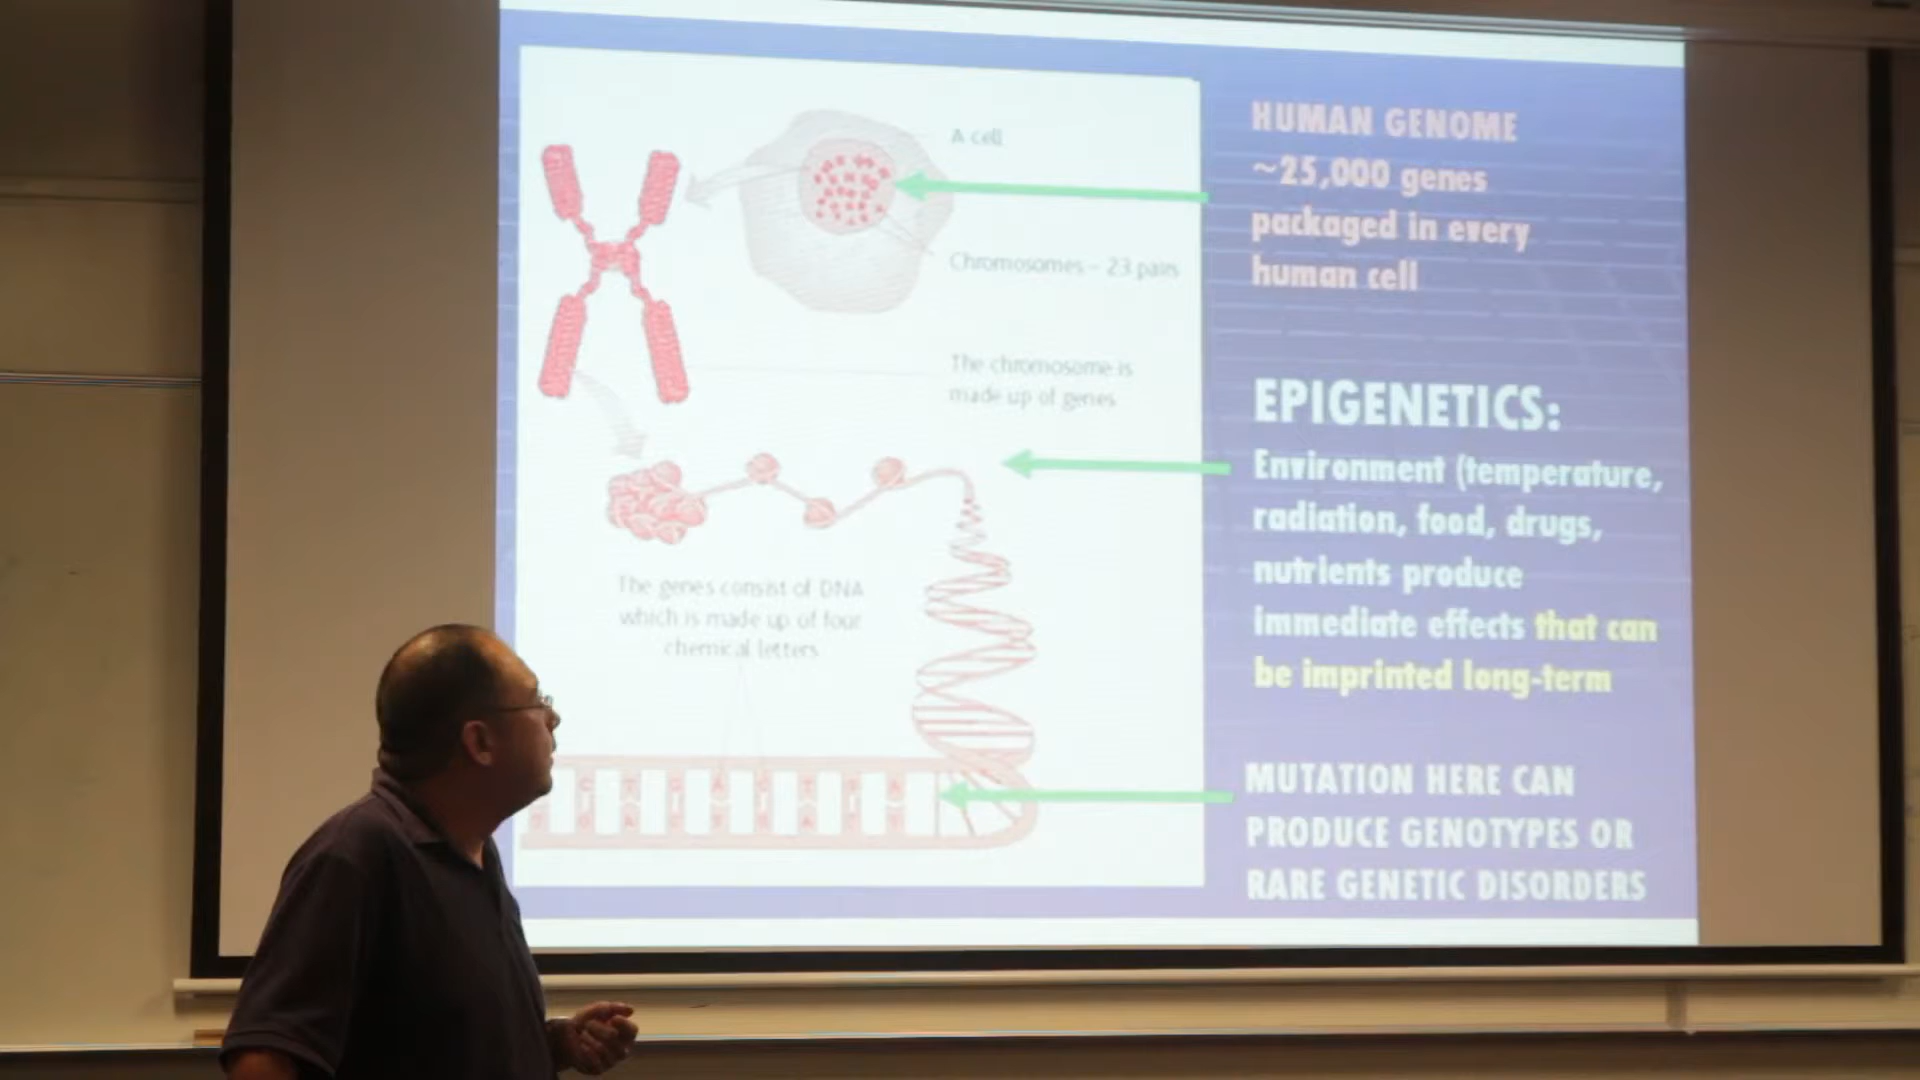 A cell
Chromosomes – 23 pairs
The chromosome is
made up of genes
The genes consist of DNA
which is made up of four
chemical letters
HUMAN GENOME
~25,000 genes
packaged in every
human cell
EPIGENETICS:
Environment (temperature,
radiation, food, drugs,
nutrients produce
immediate effects that can
be imprinted long-term
MUTATION HERE CAN
PRODUCE GENOTYPES OR
RARE GENETIC DISORDERS